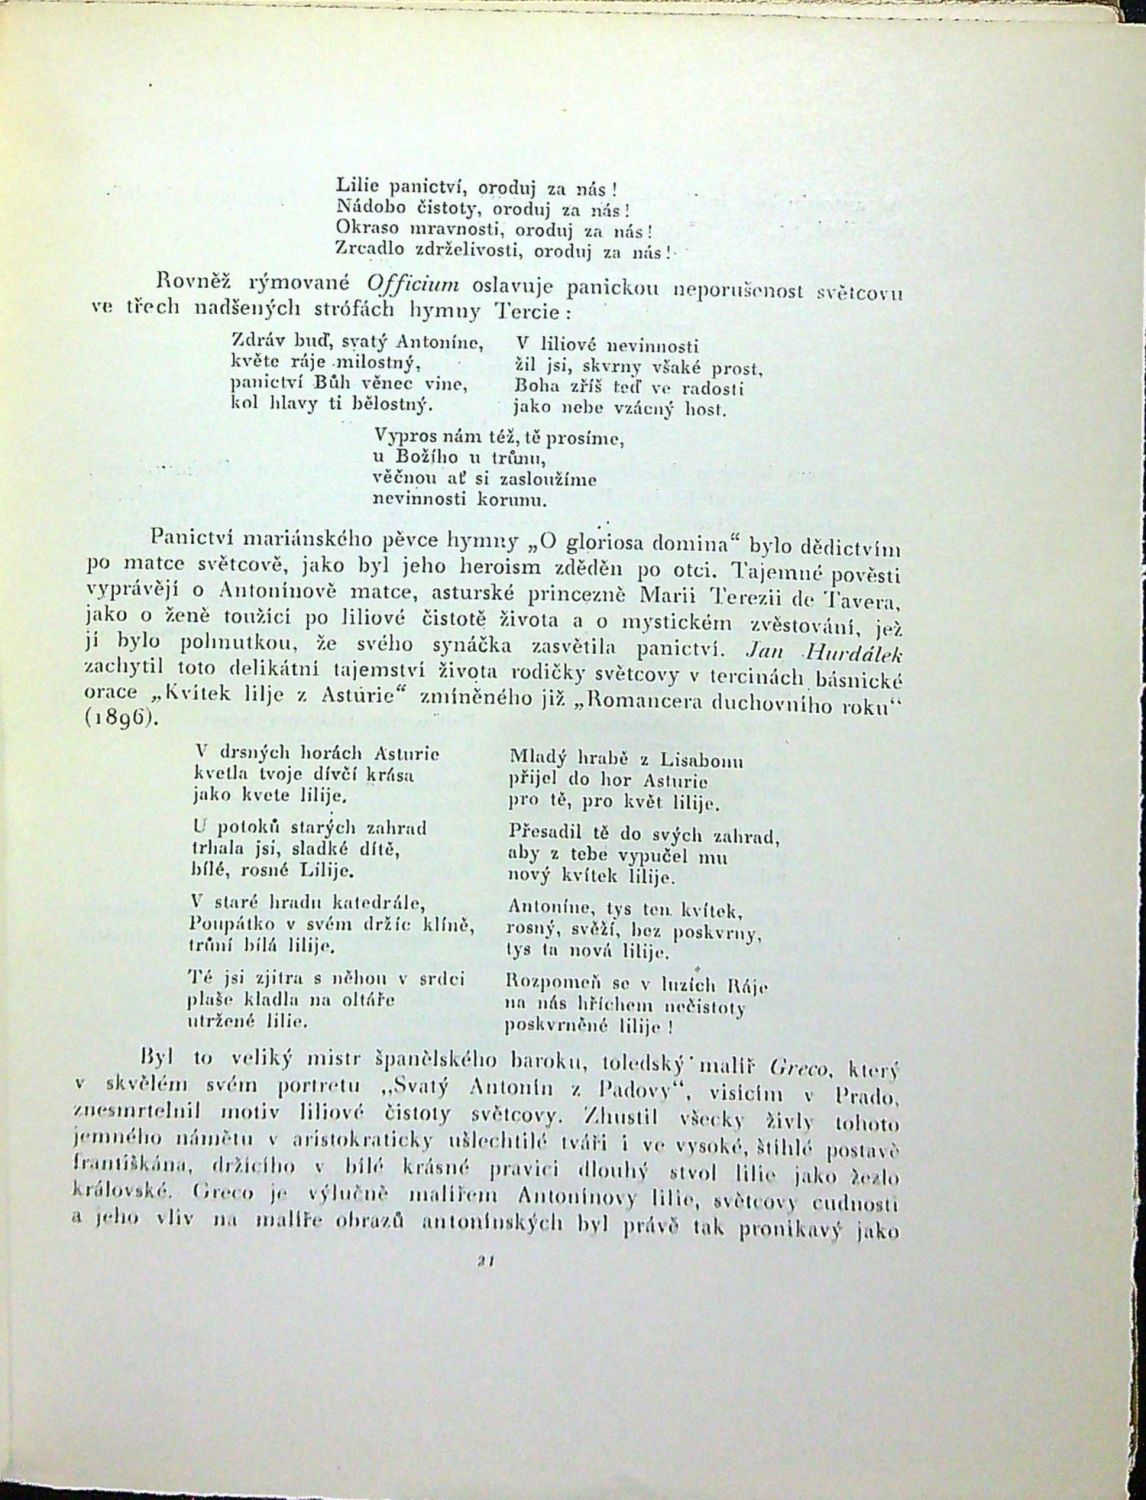 Lilie panictví, oroduj za nás!
Nádobo čistoty, oroduj za nás!
Okraso mravnosti, oroduj za nás!
Zrcadlo zdrželivosti, oroduj za nás!
Rovněž rýmované Officium oslavuje panickou neporušenost světcovu
ve třech nadšených strófách hymny Tercie:
Zdráv buď, svatý Antoníne,
květe ráje milostný,
panictví Bůh věnec vine,
kol hlavy ti bělostný.
V liliové nevinnosti
žil jsi, skvrny všaké prost,
Boha zříš teď ve radosti
jako nebe vzácný host.
Vypros nám též, tě prosíme,
u Božího u trůnu,
věčnou ať si zasloužíme
nevinnosti korunu.
Panictví mariánského pěvce hymny „O gloriosa domina“ bylo dědictvím
po matce světcově, jako byl jeho heroism zděděn po otci. Tajemné pověsti
vyprávějí o Antonínově matce, asturské princezně Marii Terezii de Tavera,
jako o ženě toužící po liliové čistotě života a o mystickém zvěstování, jež
jí bylo pohnutkou, že svého synáčka zasvětila panictví. Jan Hurdálek
zachytil toto delikátní tajemství života rodičky světcovy v tercinách básnické
orace „Kvítek lilje z Asturie“ zmíněného již „Romancera duchovního roku“
(1896).
V drsných horách Asturie
kvetla tvoje dívčí krása
jako kvete lilije.
U potoků starých zahrad
trhala jsi, sladké dítě,
bílé, rosné Lilije.
V staré hradu katedrále,
Poupátko v svém držíc klíně,
trůní bílá lilije.
Té jsi zjitra s něhou v srdci
plaše kladla na oltáře
utržené lilie.
Mladý hrabě z Lisabonu
přijel do hor Asturie
pro tě, pro květ lilije.
Přesadil tě do svých zahrad,
aby z tebe vypučel mu
nový kvítek lilije.
Antoníne, tys ten kvítek,
rosný, svěží, bez poskvrny,
tys ta nová lilije.
Rozpomeň se v luzích Ráje
na nás hříchem nečistoty
poskvrněné lilije!
Byl to veliký mistr španělského baroku, toledský malíř Greco, který
v skvělém svém portretu „Svatý Antonín z Padovy“, visícím v Prado,
znesmrtelnil motiv liliové čistoty světcovy. Zhustil všecky živly tohoto
jemného námětu v aristokraticky ušlechtilé tváři i ve vysoké, štíhlé postavě
františkána, držícího v bílé krásné pravici dlouhý stvol lilie jako žezlo
královské. Greco je výlučně malířem Antonínovy lilie, světcovy cudnosti
a jeho vliv na malíře obrazů antonínských byl právě tak pronikavý jako
21